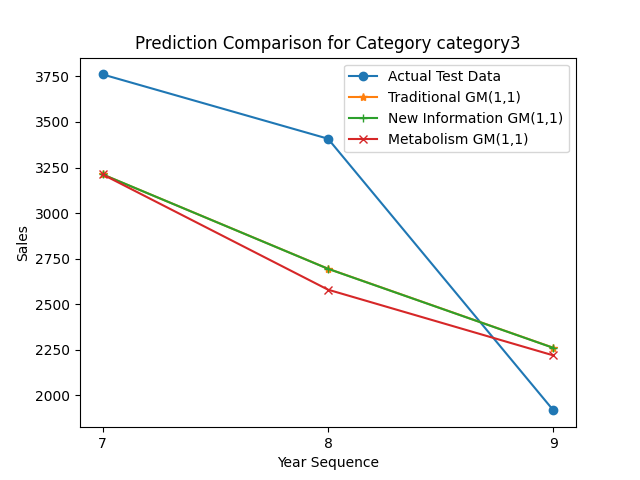 Prediction Comparison for Category category3
Actual Test Data
Traditional GM(1,1)
New Information GM(1,1)
Metabolism GM(1,1)
3750
3500
3250
3000
2750
2500
2250
2000
Sales
7
8
9
Year Sequence